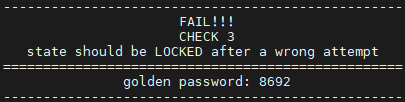 --------------------------------------------------
FAIL!!!
CHECK 3
state should be LOCKED after a wrong attempt
==================================================
golden password: 8692
--------------------------------------------------